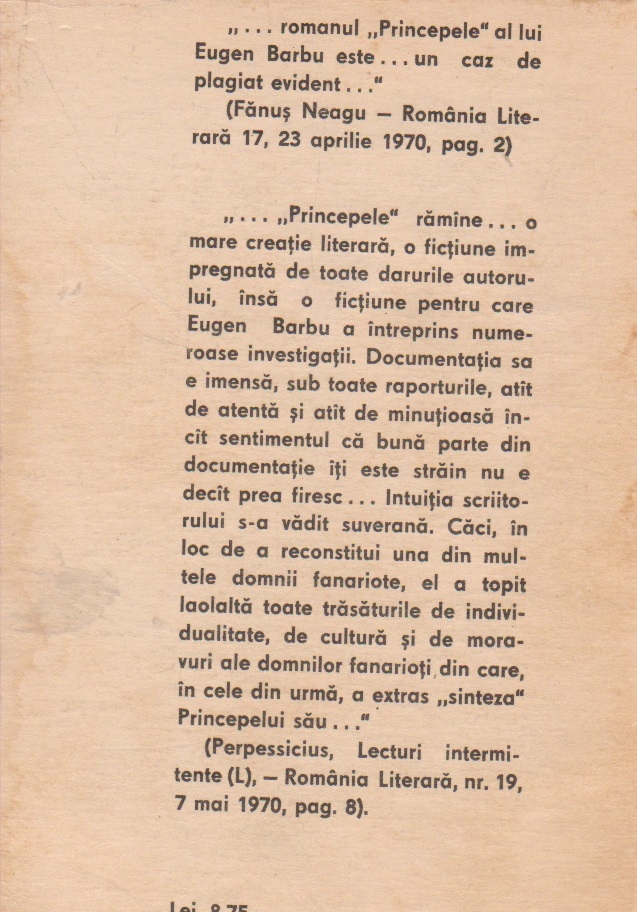 „... romanul „Princepele“ al lui
Eugen Barbu este... un caz de
plagiat evident...“
(Fănuş Neagu — România Lite-
rară 17, 23 aprilie 1970, pag. 2)
„... „Princepele“ rămîne... o
mare creaţie literară, o ficţiune im-
pregnată de toate darurile autoru-
lui, însă o ficţiune pentru care
Eugen Barbu a întreprins nume-
roase investigaţii. Documentaţia sa
e imensă, sub toate raporturile, atît
de atentă şi atît de minuţioasă în-
cît sentimentul că bună parte din
documentaţie îţi este străin nu e
decît prea firesc... Intuiţia scriito-
rului s-a vădit suverană. Căci, în
loc de a reconstitui una din mul-
tele domnii fanariote, el a topit
laolaltă toate trăsăturile de indivi-
dualitate, de cultură şi de mora-
vuri ale domnilor fanarioţi din care,
în cele din urmă, a extras „sinteza“
Princepelui său...“
(Perpessicius, Lecturi intermi-
tente (L), — România Literară, nr. 19,
7 mai 1970, pag. 8).
Lei 8,75